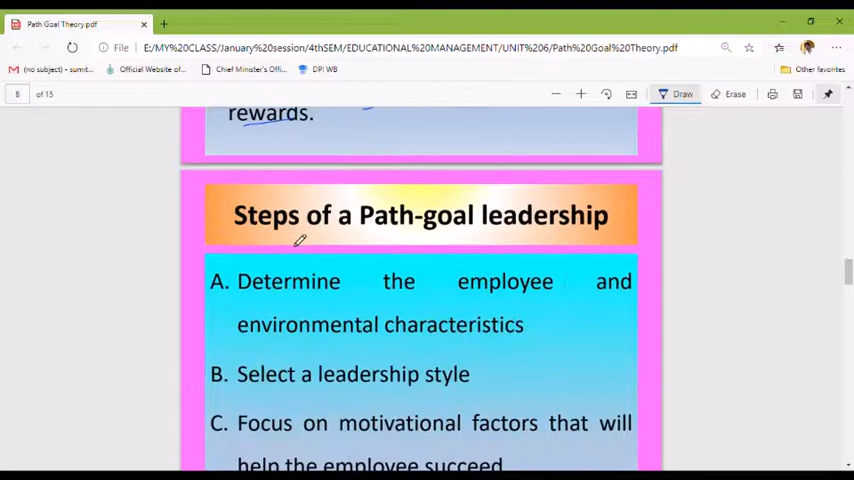 Path Goal Theory.pdf
File E:/MY%20CLASS/January%20session/4thSEM/EDUCATIONAL%20MANAGEMENT/UNIT%206/Path%20Goal%20Theory.pdf
(no subject) - sumit... Official Website of... Chief Minister's Offi... DPI WB Other favorites
8 of 15 Draw Erase
rewards.
Steps of a Path-goal leadership
A. Determine the employee and
environmental characteristics
B. Select a leadership style
C. Focus on motivational factors that will
help the employee succeed